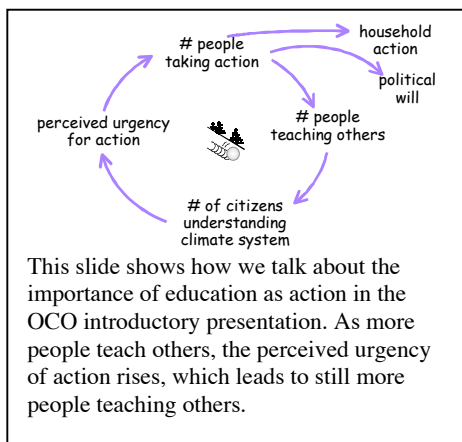 # people
taking action
household
action
political
will
# people
teaching others
perceived urgency
for action
# of citizens
understanding
climate system
This slide shows how we talk about the
importance of education as action in the
OCO introductory presentation. As more
people teach others, the perceived urgency
of action rises, which leads to still more
people teaching others.